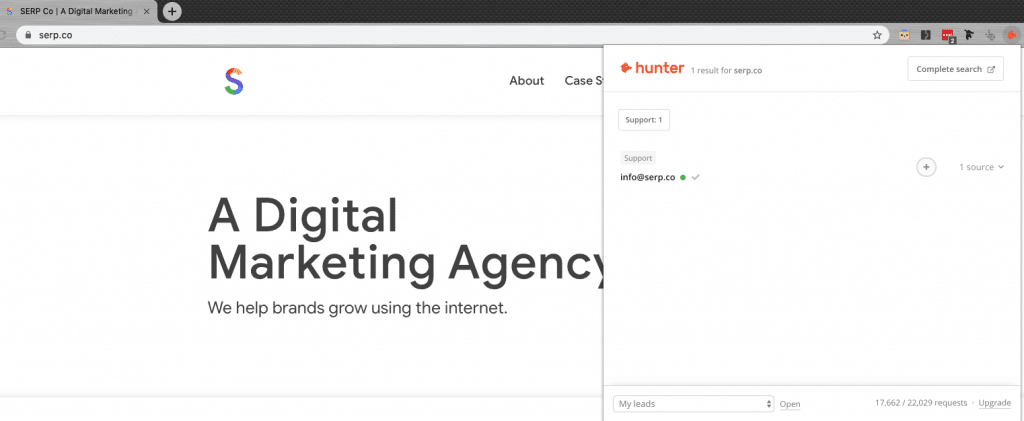 SERP Co | A Digital Marketing
serp.co
2
About
Case S
A Digital
Marketing Agency
We help brands grow using the internet.
hunter
1 result for serp.co
Complete search
Support: 1
Support
info@serp.co
1 source
My leads
Open
17,662 / 22,029 requests
Upgrade